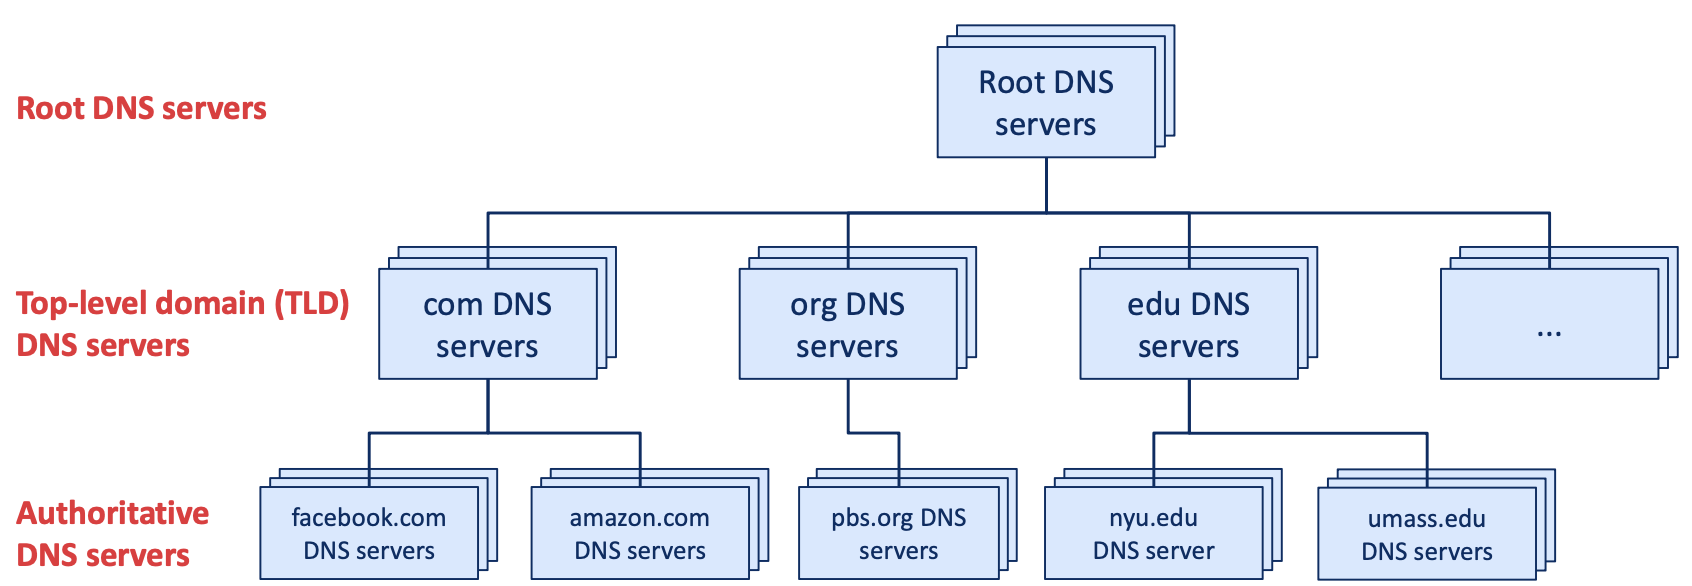 Root DNS servers
Root DNS
servers
Top-level domain (TLD)
DNS servers
com DNS
servers
org DNS
servers
edu DNS
servers
...
Authoritative
DNS servers
facebook.com
DNS servers
amazon.com
DNS servers
pbs.org DNS
servers
nyu.edu
DNS server
umass.edu
DNS servers